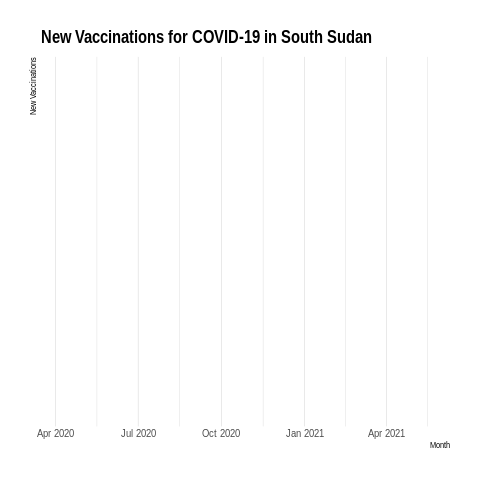 New Vaccinations for COVID-19 in South Sudan
New Vaccinations
Apr 2020 Jul 2020 Oct 2020 Jan 2021 Apr 2021
Month